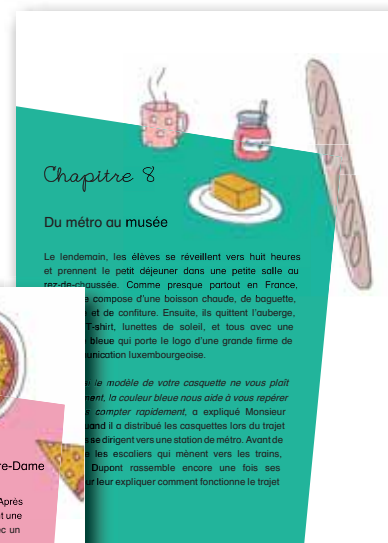 Chapitre 8
Du métro au musée
Le lendemain, les élèves se réveillent vers huit heures
et prennent le petit déjeuner dans une petite salle au
rez-de-chaussée. Comme presque partout en France,
compose d'une boisson chaude, de baguette,
et de confiture. Ensuite, ils quittent l'auberge,
T-shirt, lunettes de soleil, et tous avec une
bleue qui porte le logo d'une grande firme de
luxembourgeoise.
le modèle de votre casquette ne vous plaît
la couleur bleue nous aide à vous repérer
compter rapidement, a expliqué Monsieur
quand il a distribué les casquettes lors du trajet
se dirigent vers une station de métro. Avant de
les escaliers qui mènent vers les trains,
Dupont rassemble encore une fois ses
leur expliquer comment fonctionne le trajet
re-Dame
Après
t une
ec un